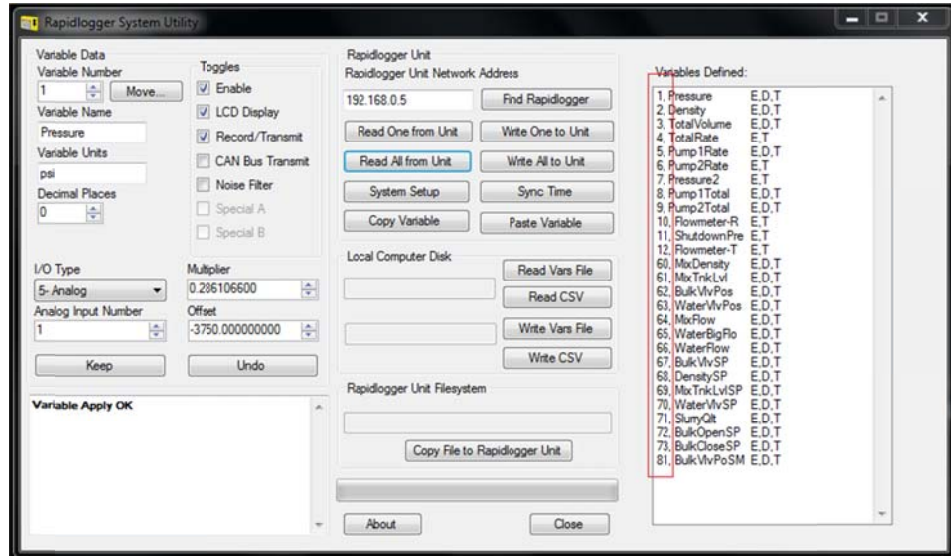 Rapidlogger System Utility
Variable Data
Variable Number
1
Move...
Variable Name
Pressure
Variable Units
psi
Decimal Places
0
Toggles
Enable
LCD Display
Record/Transmit
CAN Bus Transmit
Noise Filter
Special A
Special B
I/O Type
5- Analog
Multiplier
0.286106600
Analog Input Number
1
Offset
-3750.000000000
Keep
Undo
Variable Apply OK
Rapidlogger Unit
Rapidlogger Unit Network Address
192.168.0.5
Fnd Rapidlogger
Read One from Unit
Write One to Unit
Read All from Unit
Write All to Unit
System Setup
Sync Time
Copy Variable
Paste Variable
Local Computer Disk
Read Vars File
Read CSV
Write Vars File
Write CSV
Rapidlogger Unit Filesystem
Copy File to Rapidlogger Unit
About
Close
Variables Defined:
1, Pressure E,D,T
2, Density E,D,T
3, TotalVolume E,D,T
4, TotalRate E,T
5, Pump1Rate E,D,T
6, Pump2Rate E,T
7, Pressure2 E,T
8, Pump1Total E,D,T
9, Pump2Total E,D,T
10, Flowmeter-R E,T
11, ShutdownPre E,T
12, Flowmeter-T E,T
60, MixDensity E,D,T
61, MixTnkLvl E,D,T
62, BulkVlvPos E,D,T
63, WaterVlvPos E,D,T
64, MixFlow E,D,T
65, WaterBigFlo E,D,T
66, WaterFlow E,D,T
67, BulkVlvSP E,D,T
68, DensitySP E,D,T
69, MixTnkLvlSP E,D,T
70, WaterVlvSP E,D,T
71, SlurryQlt E,D,T
72, BulkOpenSP E,D,T
73, BulkCloseSP E,D,T
81, BulkVlvPoSM E,D,T